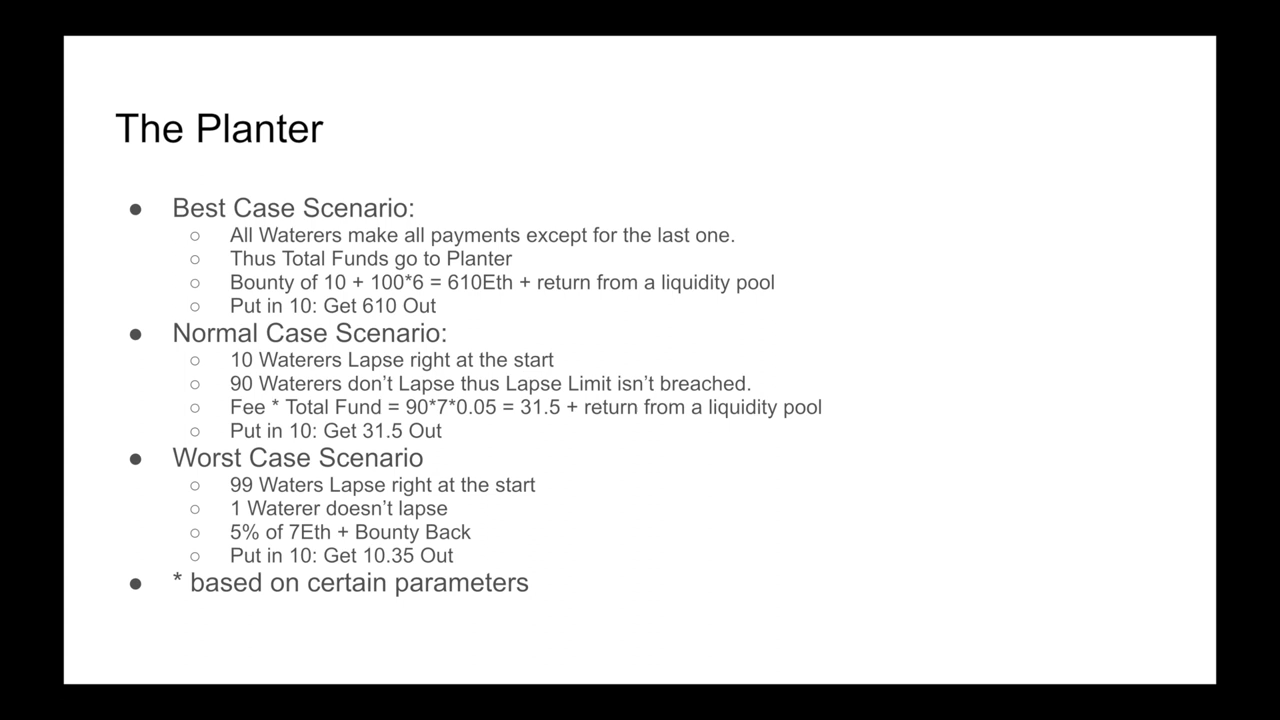 The Planter
● Best Case Scenario:
○ All Waterers make all payments except for the last one.
○ Thus Total Funds go to Planter
○ Bounty of 10 + 100*6 = 610Eth + return from a liquidity pool
○ Put in 10: Get 610 Out
● Normal Case Scenario:
○ 10 Waterers Lapse right at the start
○ 90 Waterers don’t Lapse thus Lapse Limit isn’t breached.
○ Fee * Total Fund = 90*7*0.05 = 31.5 + return from a liquidity pool
○ Put in 10: Get 31.5 Out
● Worst Case Scenario
○ 99 Waters Lapse right at the start
○ 1 Waterer doesn’t lapse
○ 5% of 7Eth + Bounty Back
○ Put in 10: Get 10.35 Out
● * based on certain parameters